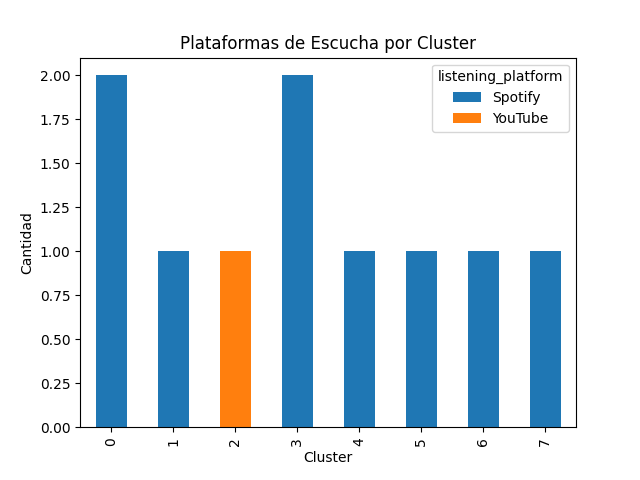 Plataformas de Escucha por Cluster
listening_platform
Spotify
YouTube
Cantidad
2.00
1.75
1.50
1.25
1.00
0.75
0.50
0.25
0.00
0 1 2 3 4 5 6 7
Cluster